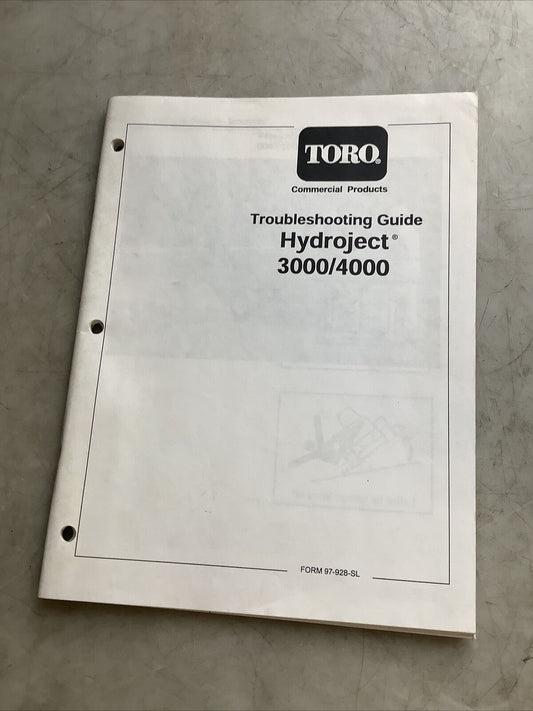 TORO®
Commercial Products
Troubleshooting Guide
Hydroject®
3000/4000
FORM 97-928-SL